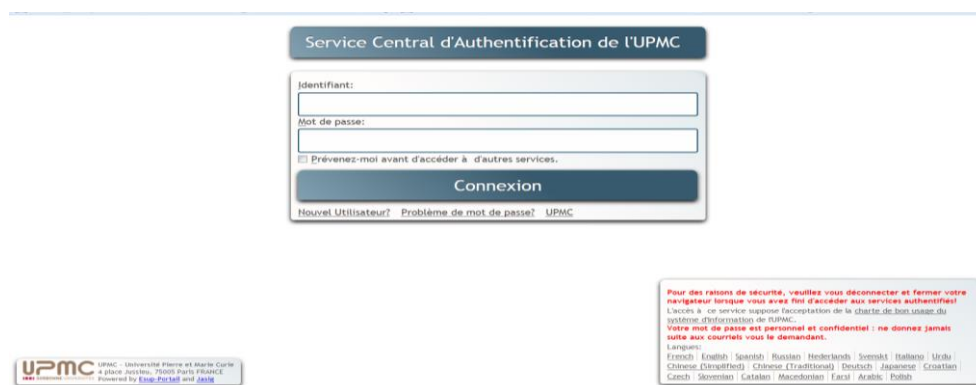 Service Central d'Authentification de l'UPMC
Identifiant:
Mot de passe:
Prévenez-moi avant d'accéder à d'autres services.
Connexion
Nouvel Utilisateur? Problème de mot de passe? UPMC
Pour des raisons de sécurité, veuillez vous déconnecter et fermer votre
navigateur lorsque vous avez fini d'accéder aux services authentifiés!
L'accès à ce service suppose l'acceptation de la charte de bon usage du
système d'information de l'UPMC.
Votre mot de passe est personnel et confidentiel : ne donnez jamais
suite aux courriels vous le demandant.
Langues:
French | English | Spanish | Russian | Nederlands | Svenskt | Italiano | Urdu |
Chinese (Simplified) | Chinese (Traditional) | Deutsch | Japanese | Croatian |
Czech | Slovenian | Catalan | Macedonian | Farsi | Arabic | Polish
UPMC
UPMC - Université Pierre et Marie Curie
4 place Jussieu, 75005 Paris FRANCE
Powered by Esup-Portail and Jasig